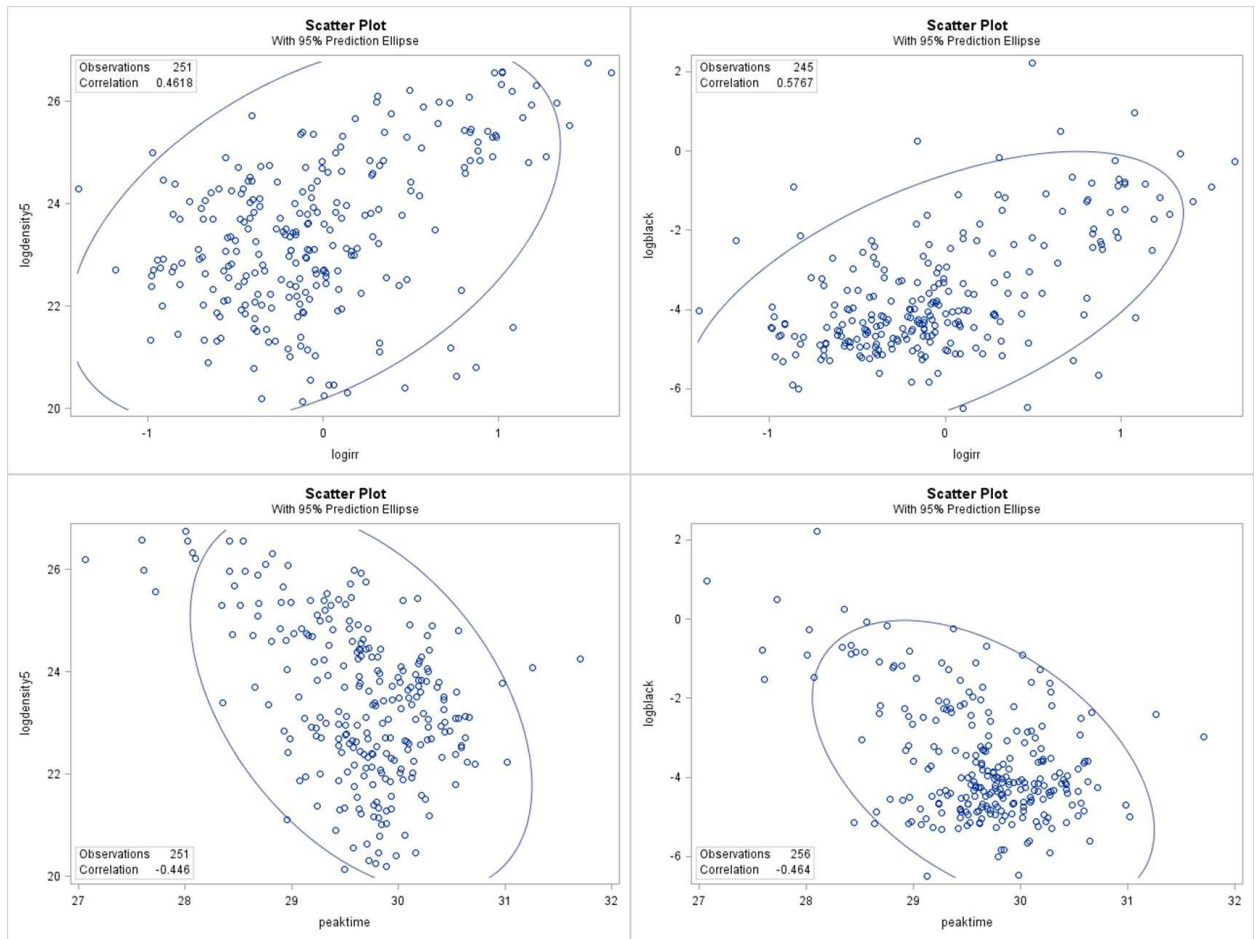 Scatter Plot
With 95% Prediction Ellipse
Observations 251
Correlation 0.4618
26
24
22
20
logdensity5
-1 0 1
logirr
Scatter Plot
With 95% Prediction Ellipse
Observations 245
Correlation 0.5767
2
0
-2
-4
-6
logblack
-1 0 1
logirr
Scatter Plot
With 95% Prediction Ellipse
26
24
22
20
logdensity5
Observations 251
Correlation -0.446
27 28 29 30 31 32
peaktime
Scatter Plot
With 95% Prediction Ellipse
2
0
-2
-4
-6
logblack
Observations 256
Correlation -0.464
27 28 29 30 31 32
peaktime